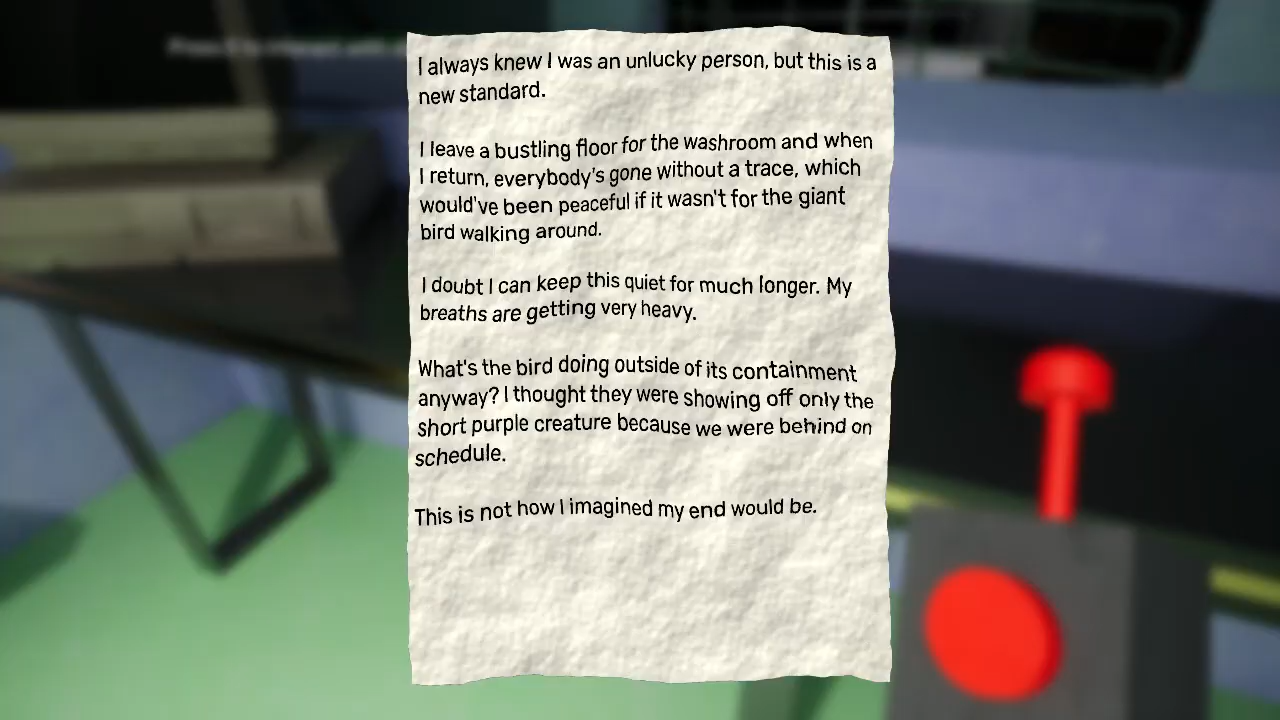 I always knew I was an unlucky person, but this is a
new standard.
I leave a bustling floor for the washroom and when
I return, everybody's gone without a trace, which
would've been peaceful if it wasn't for the giant
bird walking around.
I doubt I can keep this quiet for much longer. My
breaths are getting very heavy.
What's the bird doing outside of its containment
anyway? I thought they were showing off only the
short purple creature because we were behind on
schedule.
This is not how I imagined my end would be.